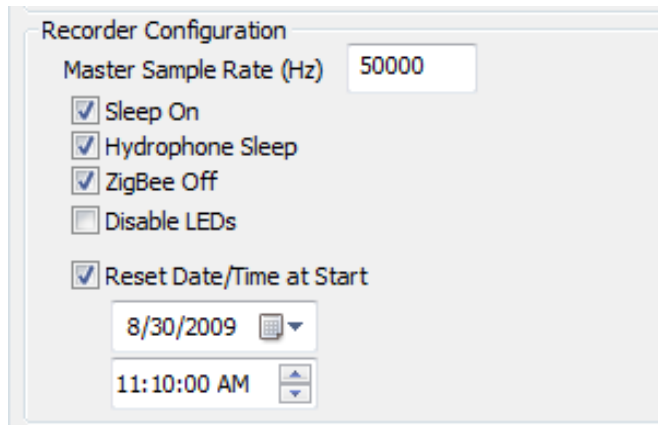 Recorder Configuration
Master Sample Rate (Hz) 50000
Sleep On
Hydrophone Sleep
ZigBee Off
Disable LEDs
Reset Date/Time at Start
8/30/2009
11:10:00 AM